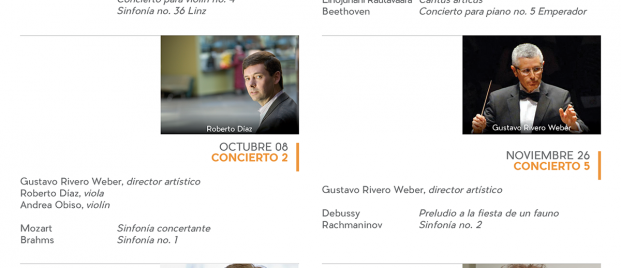 Concierto para violín no. 4
Sinfonía no. 36 Linz
Roberto Díaz
OCTUBRE 08
CONCIERTO 2
Gustavo Rivero Weber, director artístico
Roberto Díaz, viola
Andrea Obiso, violín
Mozart Sinfonía concertante
Brahms Sinfonía no. 1
Einojuhani Rautavaara Cantus articus
Beethoven Concierto para piano no. 5 Emperador
Gustavo Rivero Weber
NOVIEMBRE 26
CONCIERTO 5
Gustavo Rivero Weber, director artístico
Debussy Preludio a la fiesta de un fauno
Rachmaninov Sinfonía no. 2